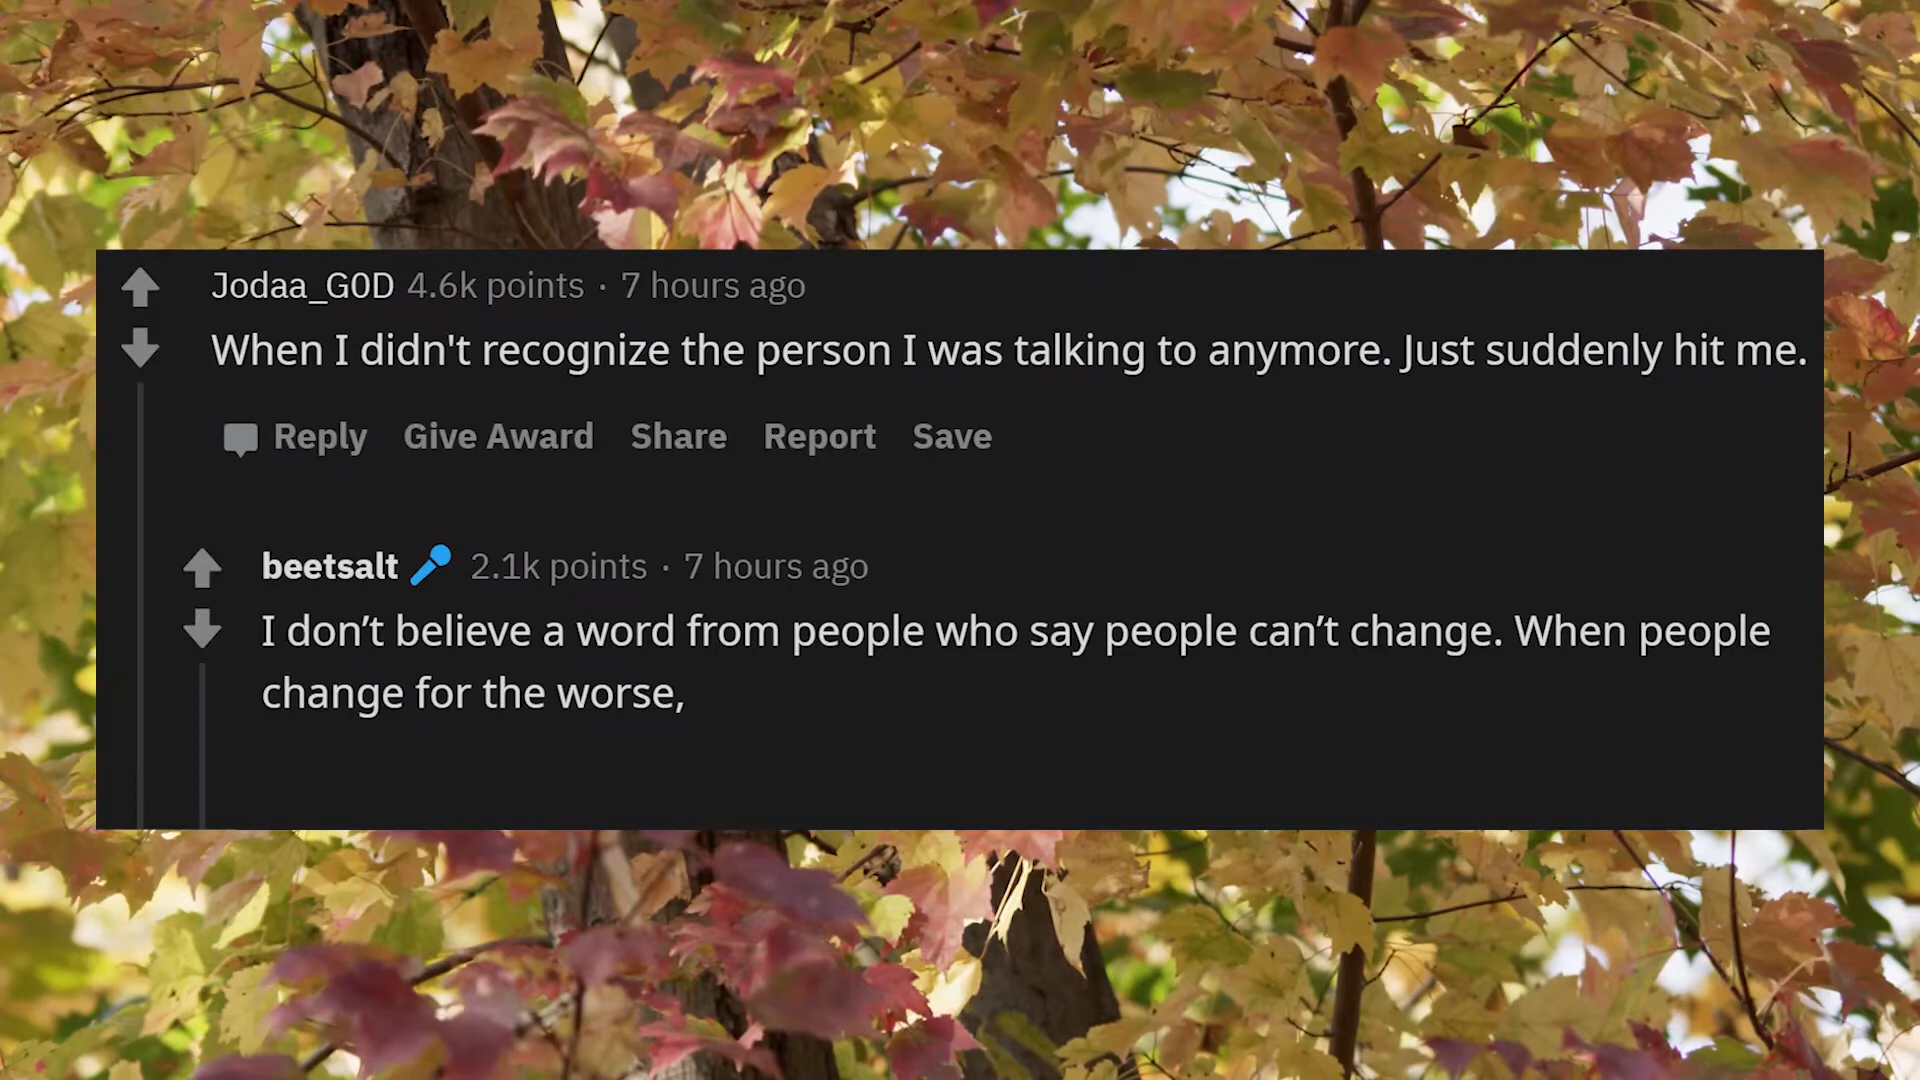 Jodaa_G0D 4.6k points · 7 hours ago
When I didn't recognize the person I was talking to anymore. Just suddenly hit me.
Reply Give Award Share Report Save
beetsalt 2.1k points · 7 hours ago
I don’t believe a word from people who say people can’t change. When people
change for the worse,